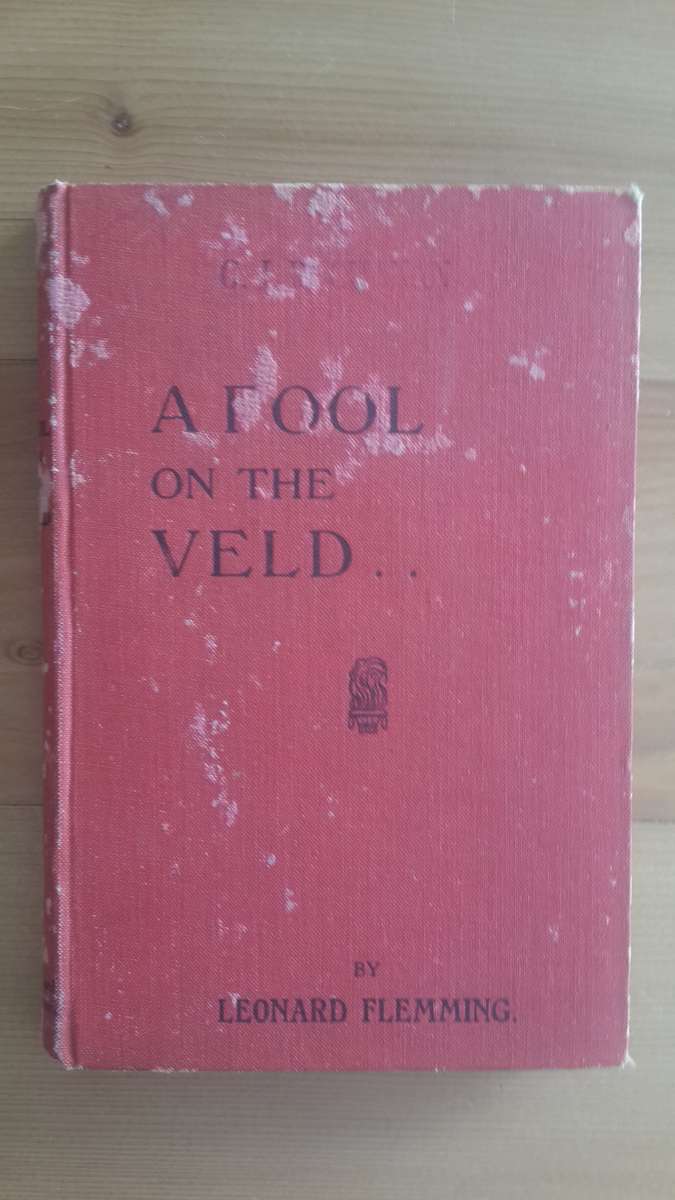 A FOOL
ON THE
VELD . .
BY
LEONARD FLEMMING.